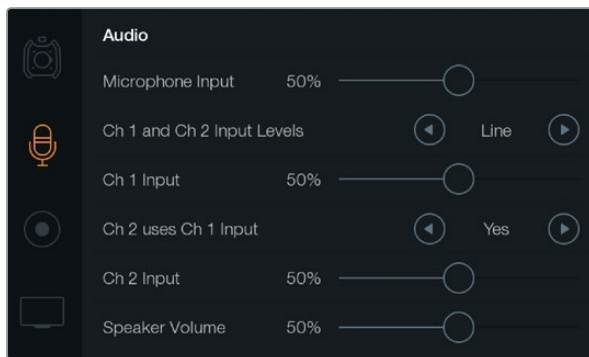 Audio
Microphone Input 50%
Ch 1 and Ch 2 Input Levels Line
Ch 1 Input 50%
Ch 2 uses Ch 1 Input Yes
Ch 2 Input 50%
Speaker Volume 50%